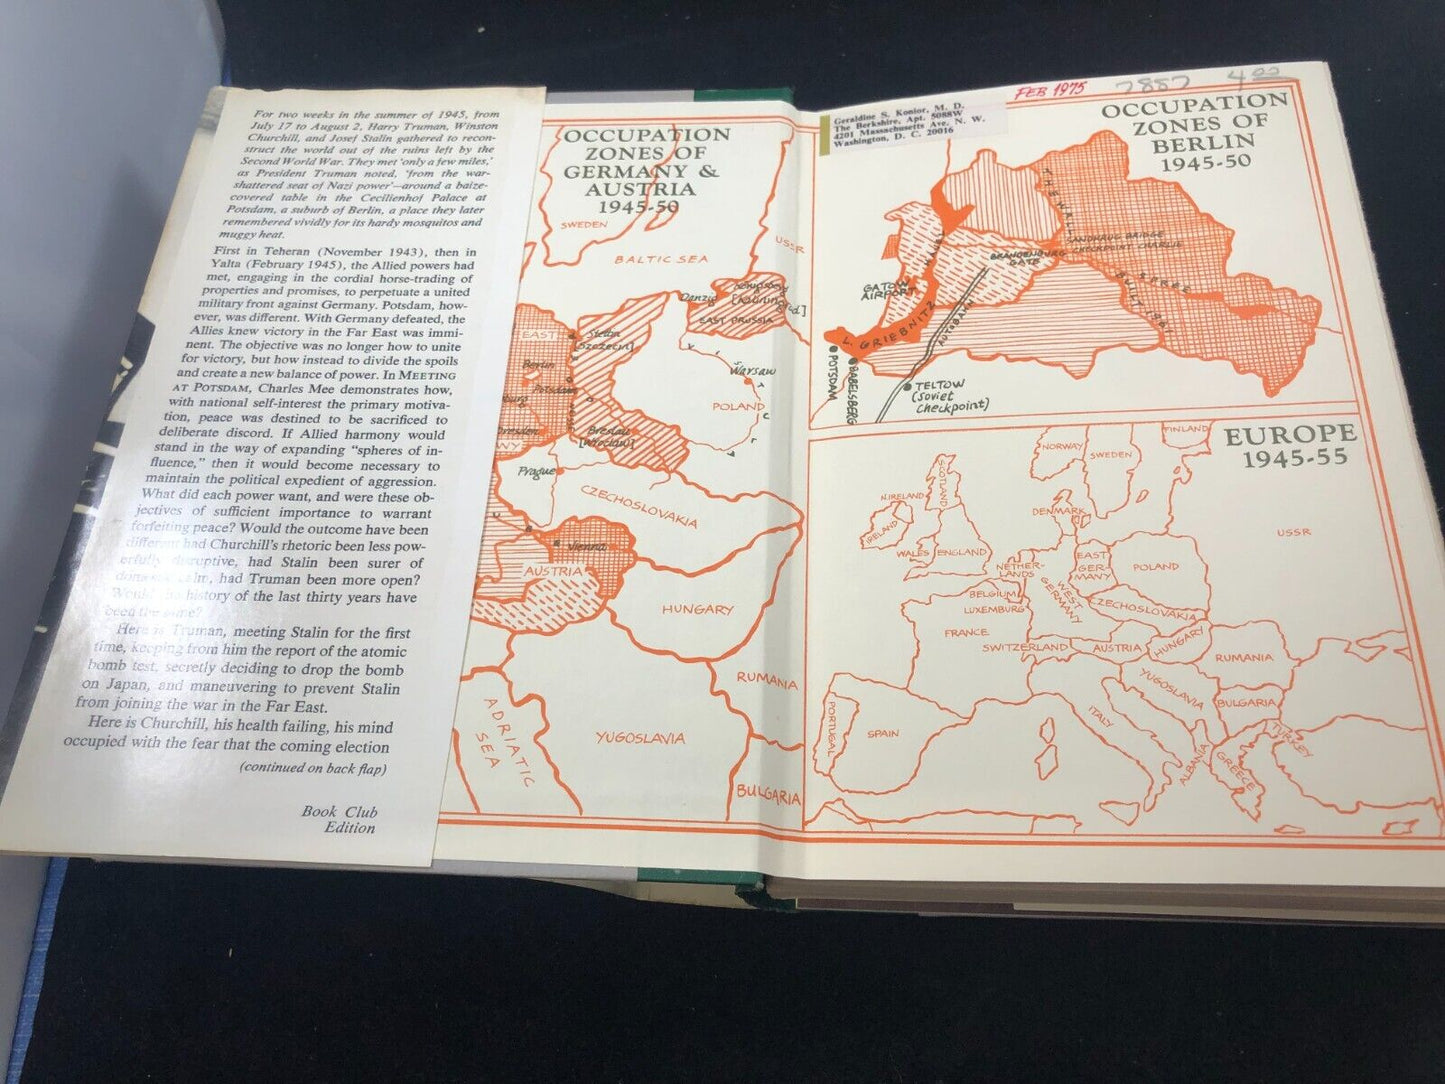 For two weeks in the summer of 1945, from
July 17 to August 2, Harry Truman, Winston
Churchill, and Josef Stalin gathered to recon-
struct the world out of the ruins left by the
Second World War. They met 'only a few miles,'
as President Truman noted, 'from the war-
shattered seat of Nazi power'—around a baize-
covered table in the Cecilienhof Palace at
Potsdam, a suburb of Berlin, a place they later
remembered vividly for its hardy mosquitos and
muggy heat.
First in Teheran (November 1943), then in
Yalta (February 1945), the Allied powers had
met, engaging in the cordial horse-trading of
properties and promises, to perpetuate a united
military front against Germany. Potsdam, how-
ever, was different. With Germany defeated, the
Allies knew victory in the Far East was immi-
nent. The objective was no longer how to unite
for victory, but how instead to divide the spoils
and create a new balance of power. In MEETING
AT POTSDAM, Charles Mee demonstrates how,
with national self-interest the primary motiva-
tion, peace was destined to be sacrificed to
deliberate discord. If Allied harmony would
stand in the way of expanding "spheres of in-
fluence," then it would become necessary to
maintain the political expedient of aggression.
What did each power want, and were these ob-
jectives of sufficient importance to warrant
forfeiting peace? Would the outcome have been
different had Churchill's rhetoric been less pow-
erfully disruptive, had Stalin been surer of
had Truman been more open?
Would history of the last thirty years have
been the same?
Here is Truman, meeting Stalin for the first
time, keeping from him the report of the atomic
bomb test, secretly deciding to drop the bomb
on Japan, and maneuvering to prevent Stalin
from joining the war in the Far East.
Here is Churchill, his health failing, his mind
occupied with the fear that the coming election
(continued on back flap)
Book Club
Edition
OCCUPATION
ZONES OF
GERMANY &
AUSTRIA
1945-50
SWEDEN
USSR
BALTIC SEA
Danzig
EAST PRUSSIA
EAST
Stettin
[Szczecin]
Berlin
Potsdam
Warsaw
POLAND
Breslau
[Wroclaw]
Prague
CZECHOSLOVAKIA
Vienna
AUSTRIA
HUNGARY
RUMANIA
ADRIATIC
SEA
YUGOSLAVIA
BULGARIA
FEB 1975
7887
4.00
Geraldine S. Konior, M. D.
The Berkshire, Apt. 5088W
4201 Massachusetts Ave. N. W.
Washington, D. C. 20016
OCCUPATION
ZONES OF
BERLIN
1945-50
THE WALL
SANDHAUS BRIDGE
CHECKPOINT CHARLIE
BRANDENBURG
GATE
GATOW
AIRPORT
SPREE
BUILT 1961
L. GRIEBNITZ
AUTOBAHN
POTSDAM
BABELSBERG
TELTOW
(Soviet
checkpoint)
EUROPE
1945-55
NORWAY
SWEDEN
FINLAND
SCOTLAND
N.IRELAND
IRELAND
DENMARK
USSR
WALES
ENGLAND
NETHER-
LANDS
EAST
GER-
MANY
POLAND
BELGIUM
WEST
GERMANY
LUXEMBURG
CZECHOSLOVAKIA
FRANCE
SWITZERLAND
AUSTRIA
HUNGARY
RUMANIA
YUGOSLAVIA
BULGARIA
PORTUGAL
SPAIN
ITALY
ALBANIA
GREECE
TURKEY